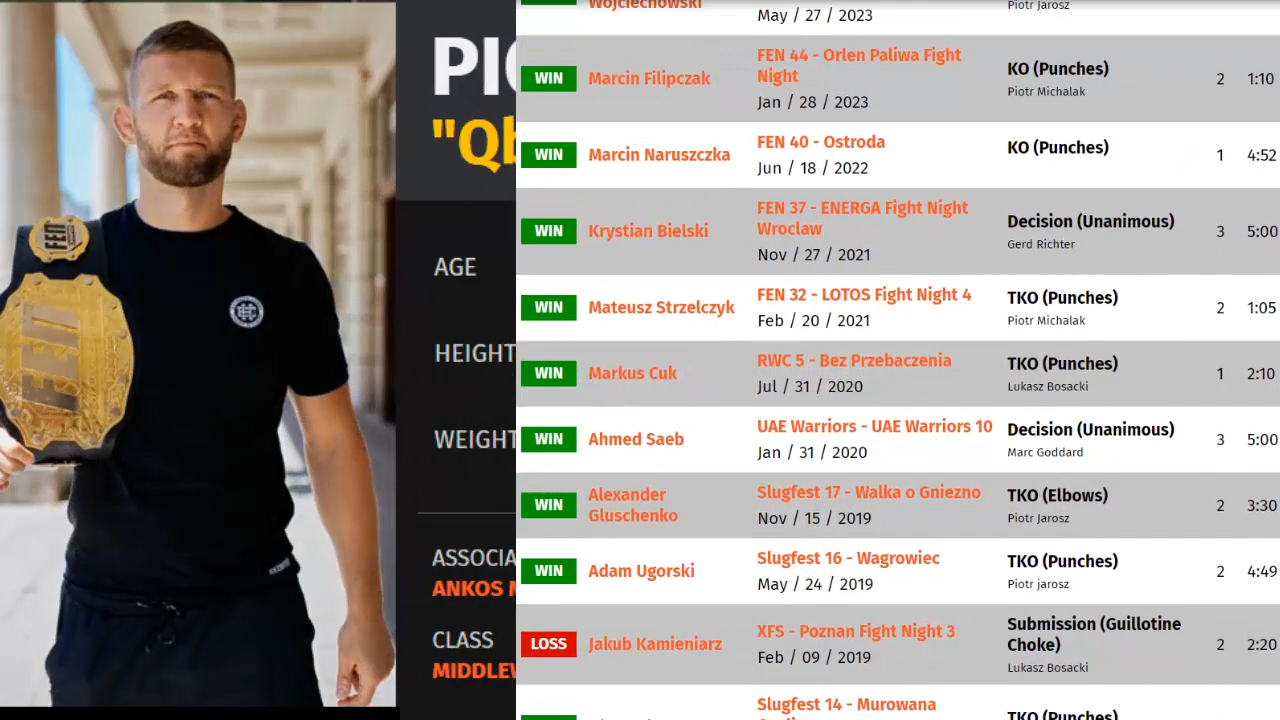 FEN
FEN
PIO
"Qb
AGE
HEIGHT
WEIGHT
ASSOCIA
ANKOS M
CLASS
MIDDLEW
Wojciechowski
May / 27 / 2023
Piotr Jarosz
WIN Marcin Filipczak FEN 44 - Orlen Paliwa Fight Night Jan / 28 / 2023 KO (Punches) Piotr Michalak 2 1:10
WIN Marcin Naruszczka FEN 40 - Ostroda Jun / 18 / 2022 KO (Punches) 1 4:52
WIN Krystian Bielski FEN 37 - ENERGA Fight Night Wroclaw Nov / 27 / 2021 Decision (Unanimous) Gerd Richter 3 5:00
WIN Mateusz Strzelczyk FEN 32 - LOTOS Fight Night 4 Feb / 20 / 2021 TKO (Punches) Piotr Michalak 2 1:05
WIN Markus Cuk RWC 5 - Bez Przebaczenia Jul / 31 / 2020 TKO (Punches) Lukasz Bosacki 1 2:10
WIN Ahmed Saeb UAE Warriors - UAE Warriors 10 Jan / 31 / 2020 Decision (Unanimous) Marc Goddard 3 5:00
WIN Alexander Gluschenko Slugfest 17 - Walka o Gniezno Nov / 15 / 2019 TKO (Elbows) Piotr Jarosz 2 3:30
WIN Adam Ugorski Slugfest 16 - Wagrowiec May / 24 / 2019 TKO (Punches) Piotr jarosz 2 4:49
LOSS Jakub Kamieniarz XFS - Poznan Fight Night 3 Feb / 09 / 2019 Submission (Guillotine Choke) Lukasz Bosacki 2 2:20
Slugfest 14 - Murowana
TKO (Punches)